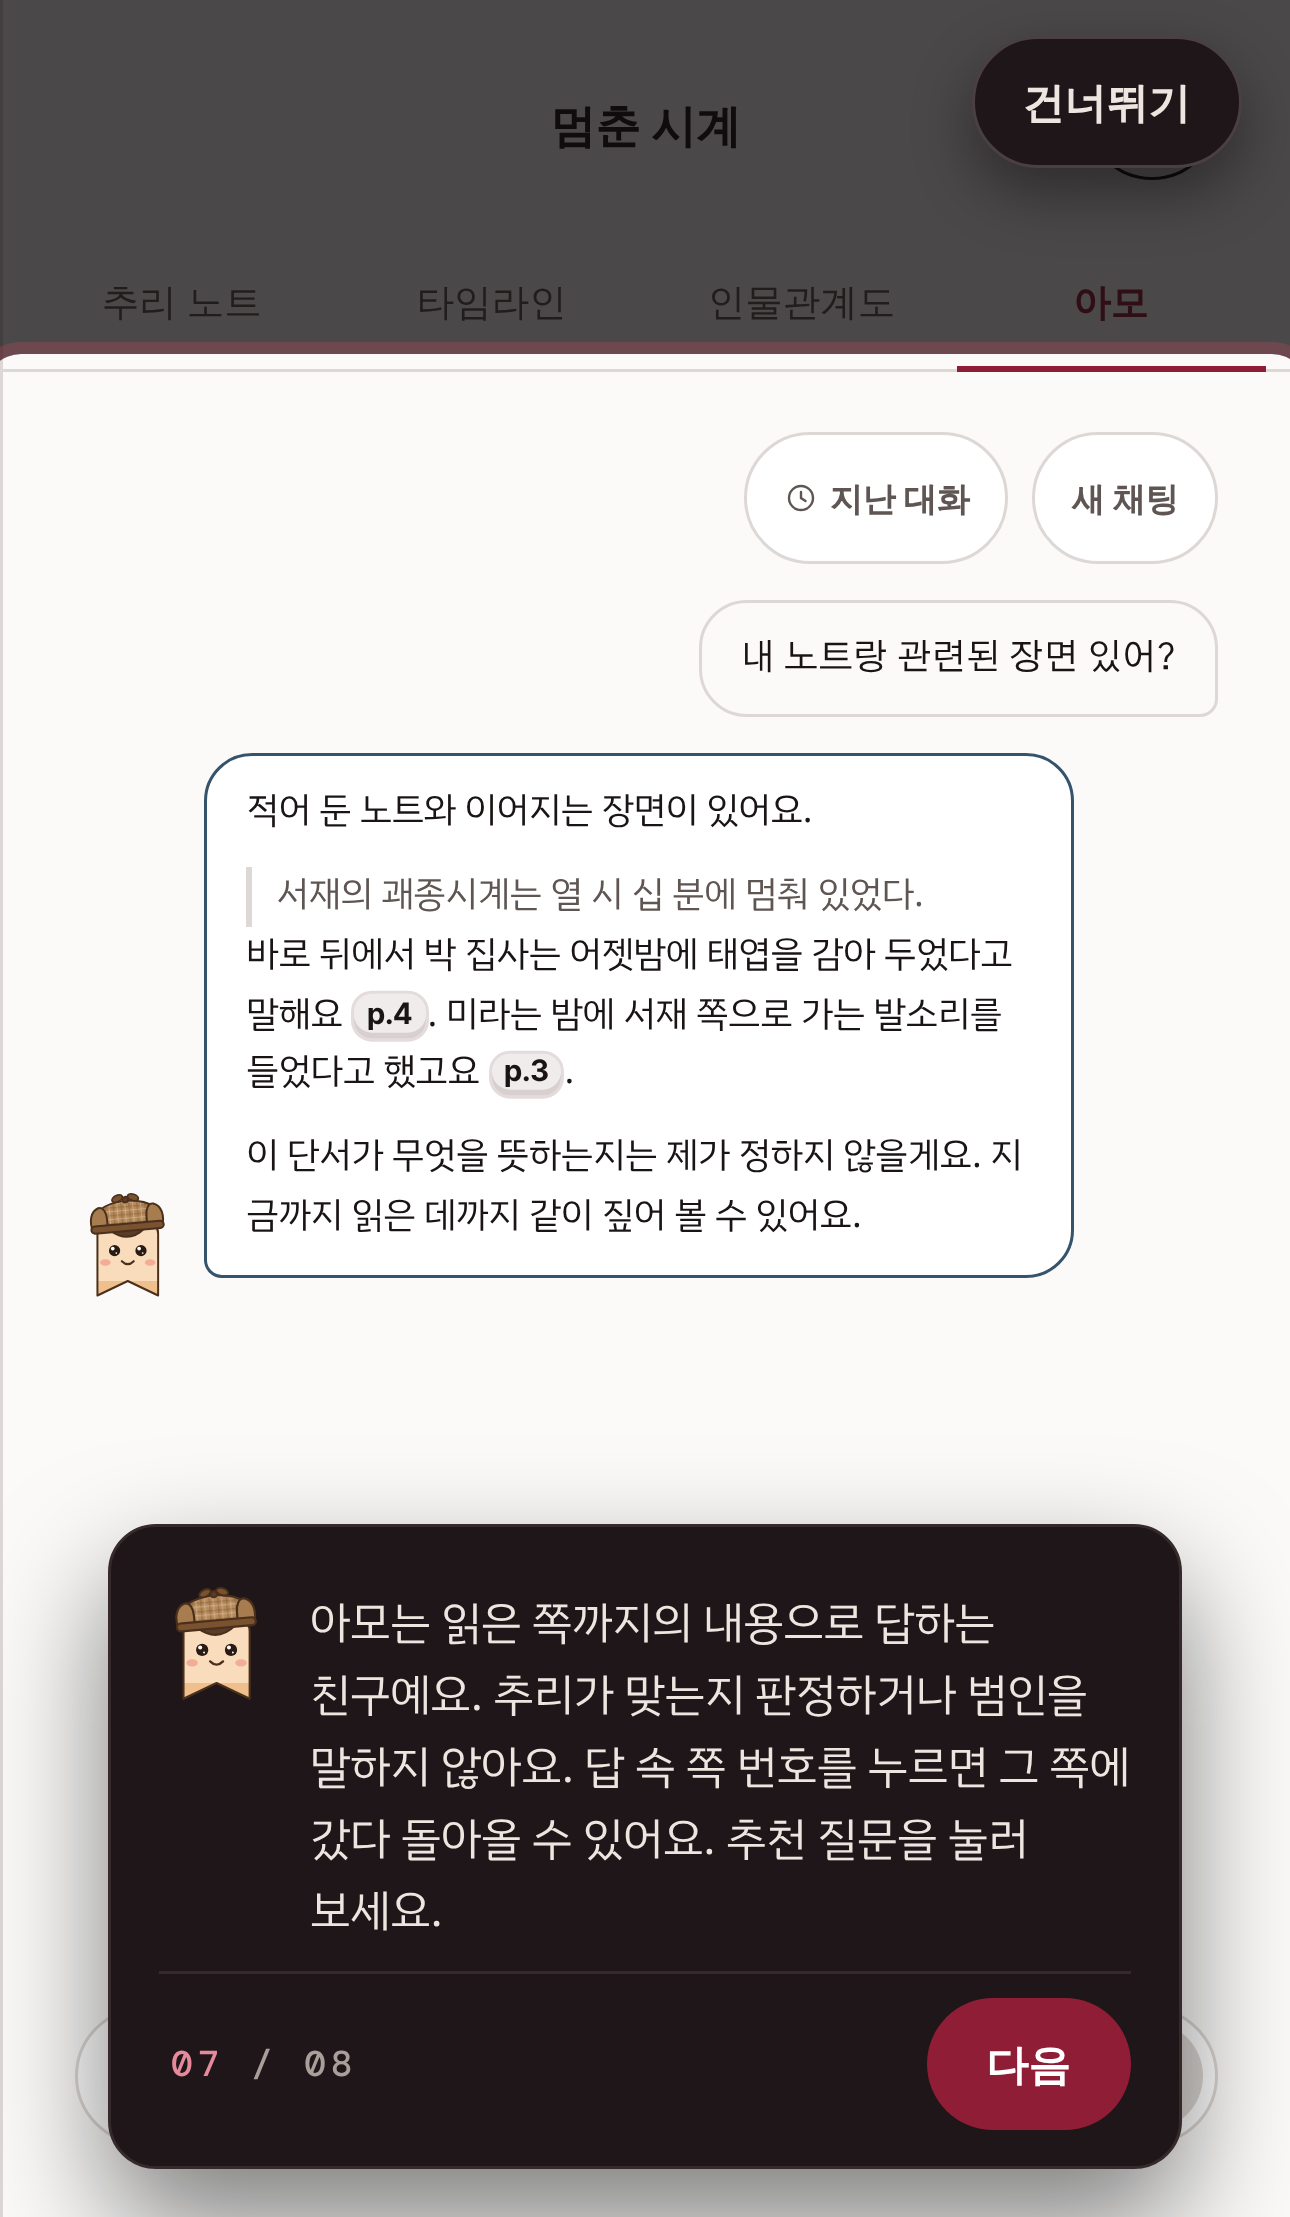 멈춘 시계
건너뛰기
추리 노트
타임라인
인물관계도
아모
지난 대화
새 채팅
내 노트랑 관련된 장면 있어?
적어 둔 노트와 이어지는 장면이 있어요.
서재의 괘종시계는 열 시 십 분에 멈춰 있었다.
바로 뒤에서 박 집사는 어젯밤에 태엽을 감아 두었다고
말해요 p.4. 미라는 밤에 서재 쪽으로 가는 발소리를
들었다고 했고요 p.3.
이 단서가 무엇을 뜻하는지는 제가 정하지 않을게요. 지
금까지 읽은 데까지 같이 짚어 볼 수 있어요.
아모는 읽은 쪽까지의 내용으로 답하는
친구예요. 추리가 맞는지 판정하거나 범인을
말하지 않아요. 답 속 쪽 번호를 누르면 그 쪽에
갔다 돌아올 수 있어요. 추천 질문을 눌러
보세요.
07 / 08
다음